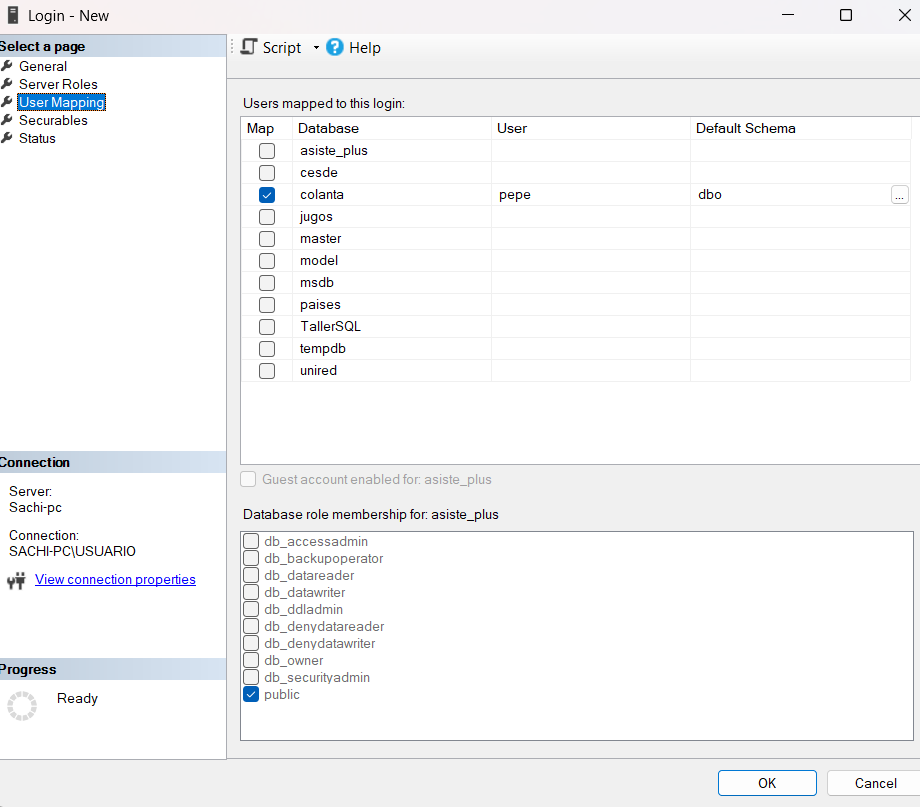 Login - New
Select a page
General
Server Roles
User Mapping
Securables
Status
Script
Help
Users mapped to this login:
Map Database User Default Schema
asiste_plus
cesde
colanta pepe dbo ...
jugos
master
model
msdb
paises
TallerSQL
tempdb
unired
Guest account enabled for: asiste_plus
Database role membership for: asiste_plus
db_accessadmin
db_backupoperator
db_datareader
db_datawriter
db_ddladmin
db_denydatareader
db_denydatawriter
db_owner
db_securityadmin
public
Connection
Server:
Sachi-pc
Connection:
SACHI-PC\USUARIO
View connection properties
Progress
Ready
OK Cancel